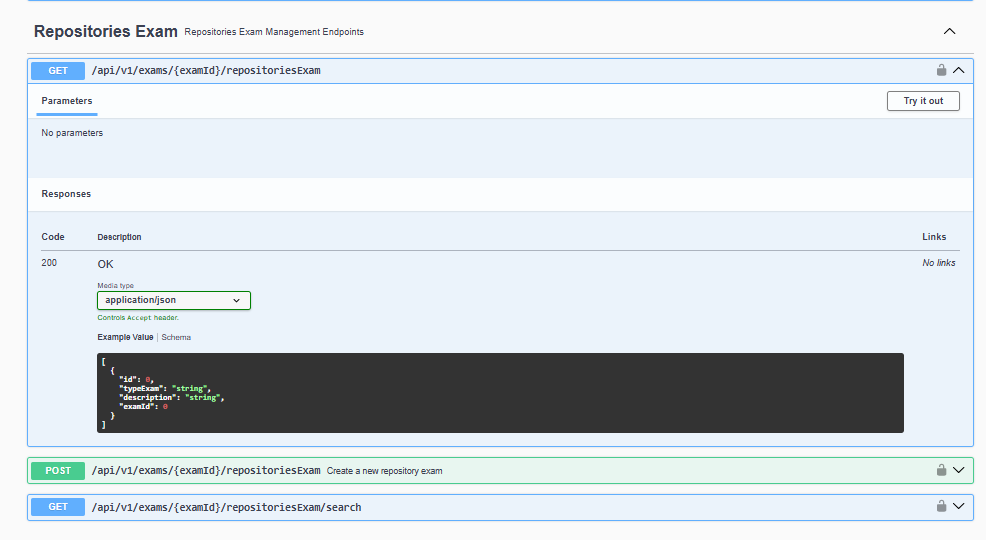 Repositories Exam Repositories Exam Management Endpoints
GET /api/v1/exams/{examId}/repositoriesExam
Parameters Try it out
No parameters
Responses
Code Description Links
200 OK No links
Media type
application/json
Controls Accept header.
Example Value | Schema
[
{
"id": 0,
"typeExam": "string",
"description": "string",
"examId": 0
}
]
POST /api/v1/exams/{examId}/repositoriesExam Create a new repository exam
GET /api/v1/exams/{examId}/repositoriesExam/search